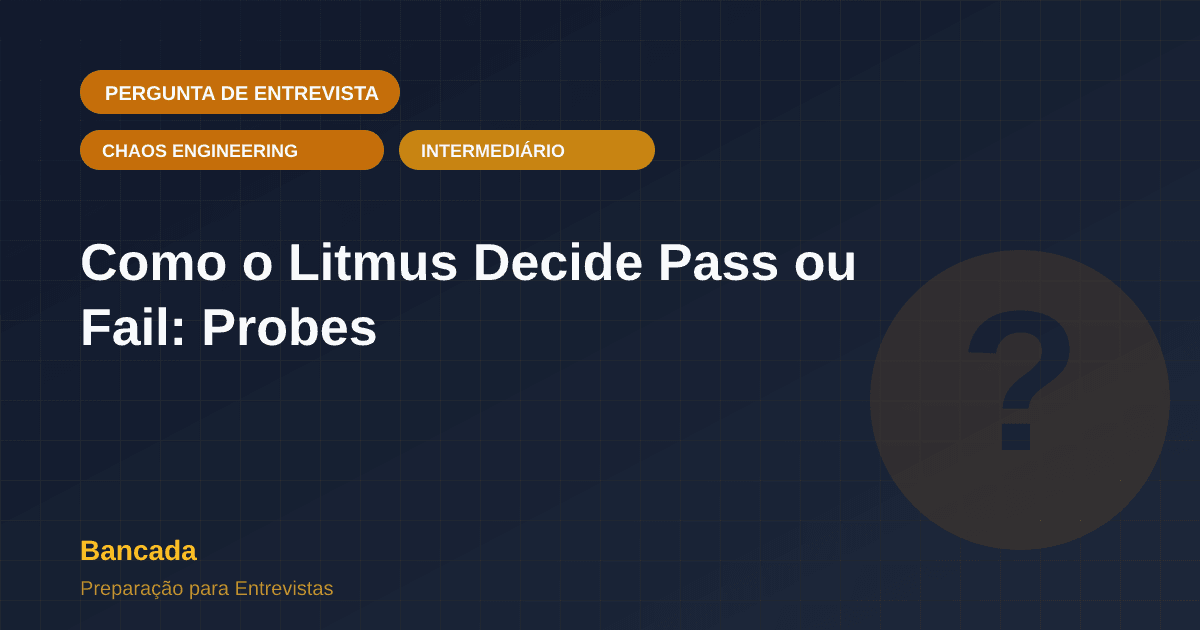 PERGUNTA DE ENTREVISTA
CHAOS ENGINEERING
INTERMEDIÁRIO
Como o Litmus Decide Pass ou
Fail: Probes
?
Bancada
Preparação para Entrevistas